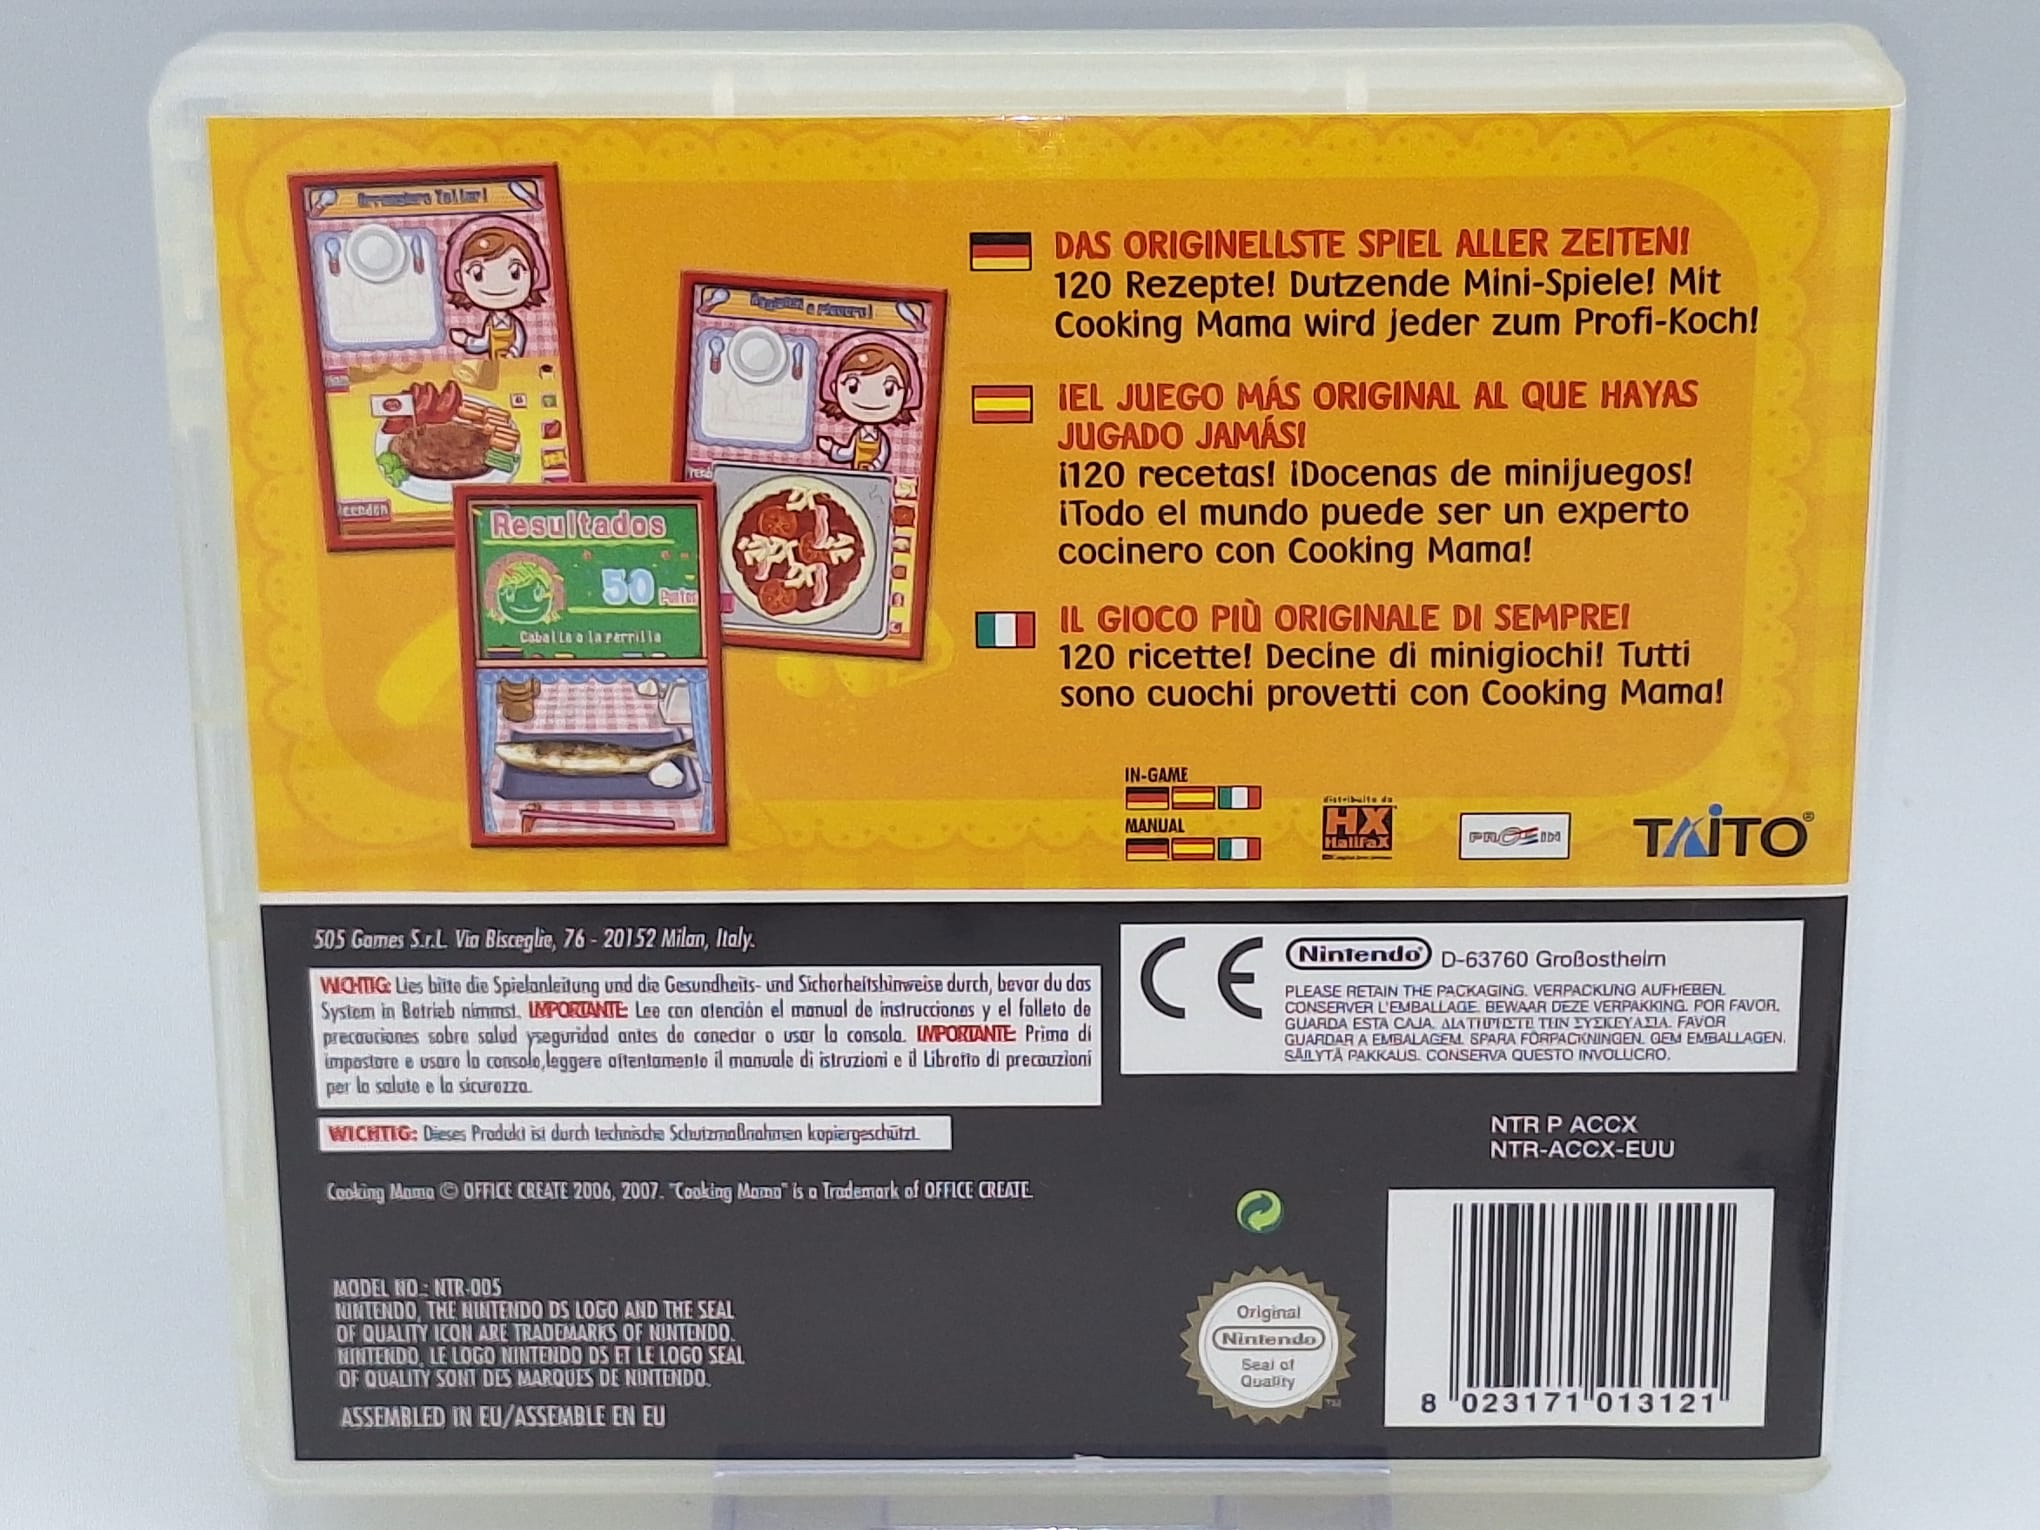 DAS ORIGINELLSTE SPIEL ALLER ZEITEN!
120 Rezepte! Dutzende Mini-Spiele! Mit
Cooking Mama wird jeder zum Profi-Koch!
¡EL JUEGO MÁS ORIGINAL AL QUE HAYAS
JUGADO JAMÁS!
¡120 recetas! ¡Docenas de minijuegos!
¡Todo el mundo puede ser un experto
cocinero con Cooking Mama!
IL GIOCO PIÙ ORIGINALE DI SEMPRE!
120 ricette! Decine di minigiochi! Tutti
sono cuochi provetti con Cooking Mama!
Resultados
50 Puntos
Caballa a la parrilla
IN-GAME
MANUAL
distribuito da
HX
Halifax
PROEIN
TAITO®
505 Games S.r.l. Via Bisceglie, 76 - 20152 Milan, Italy.
WICHTIG: Lies bitte die Spielanleitung und die Gesundheits- und Sicherheitshinweise durch, bevor du das
System in Betrieb nimmst. IMPORTANTE: Lee con atención el manual de instrucciones y el folleto de
precauciones sobre salud yseguridad antes de conectar o usar la consola. IMPORTANTE: Prima di
impostare e usare la console,leggere attentamente il manuale di istruzioni e il Libretto di precauzioni
per la salute e la sicurezza.
WICHTIG: Dieses Produkt ist durch technische Schutzmaßnahmen kopiergeschützt.
Cooking Mama © OFFICE CREATE 2006, 2007. "Cooking Mama" is a Trademark of OFFICE CREATE.
MODEL NO.: NTR-005
NINTENDO, THE NINTENDO DS LOGO AND THE SEAL
OF QUALITY ICON ARE TRADEMARKS OF NINTENDO.
NINTENDO, LE LOGO NINTENDO DS ET LE LOGO SEAL
OF QUALITY SONT DES MARQUES DE NINTENDO.
ASSEMBLED IN EU/ASSEMBLE EN EU
CE
Nintendo® D-63760 Großostheim
PLEASE RETAIN THE PACKAGING. VERPACKUNG AUFHEBEN.
CONSERVER L'EMBALLAGE. BEWAAR DEZE VERPAKKING. POR FAVOR,
GUARDA ESTA CAJA. ΔΙΑΤΗΡΗΣΤΕ ΤΗΝ ΣΥΣΚΕΥΑΣΙΑ. FAVOR
GUARDAR A EMBALAGEM. SPARA FÖRPACKNINGEN. GEM EMBALLAGEN.
SÄILYTÄ PAKKAUS. CONSERVA QUESTO INVOLUCRO.
NTR P ACCX
NTR-ACCX-EUU
Original
Nintendo
Seal of
Quality
TM
8 023171 013121